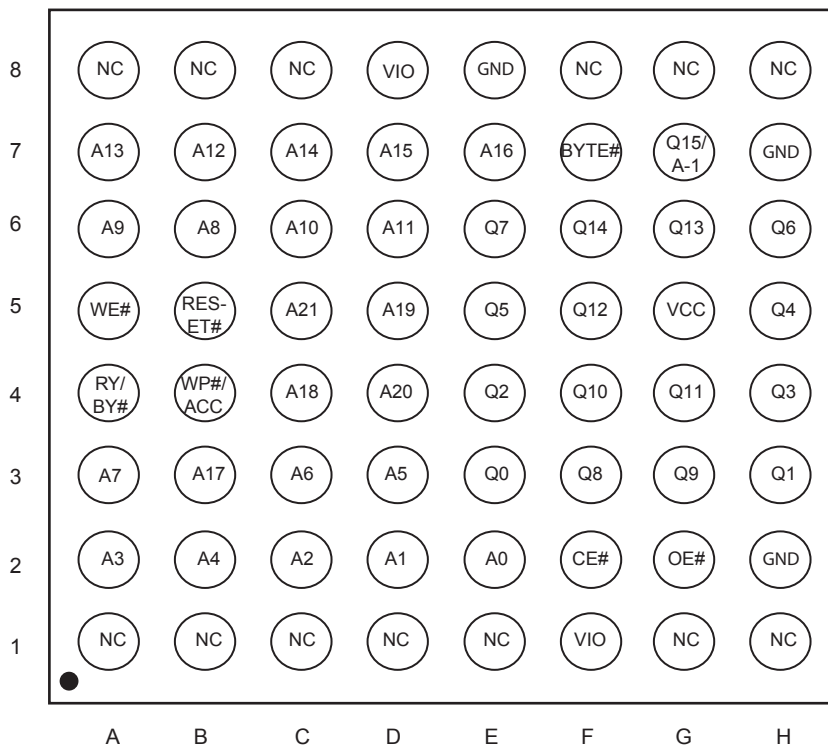 8 NC NC NC VIO GND NC NC NC
7 A13 A12 A14 A15 A16 BYTE# Q15/ A-1 GND
6 A9 A8 A10 A11 Q7 Q14 Q13 Q6
5 WE# RES- ET# A21 A19 Q5 Q12 VCC Q4
4 RY/ BY# WP#/ ACC A18 A20 Q2 Q10 Q11 Q3
3 A7 A17 A6 A5 Q0 Q8 Q9 Q1
2 A3 A4 A2 A1 A0 CE# OE# GND
1 NC NC NC NC NC VIO NC NC
A B C D E F G H